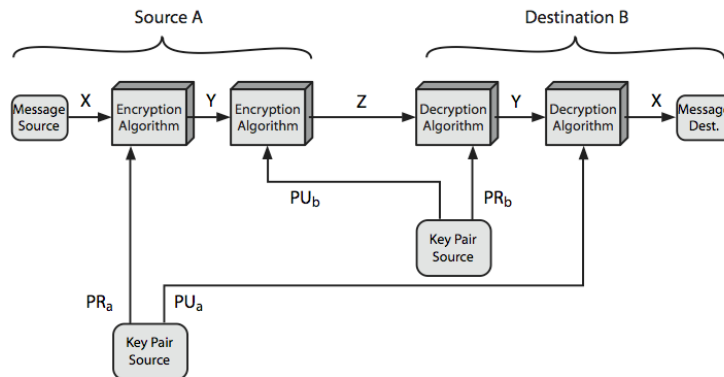 Source A
Destination B
Message
Source
X
Encryption
Algorithm
Y
Encryption
Algorithm
Z
Decryption
Algorithm
Y
Decryption
Algorithm
X
Message
Dest.
PUb
PRb
Key Pair
Source
PRa
PUa
Key Pair
Source